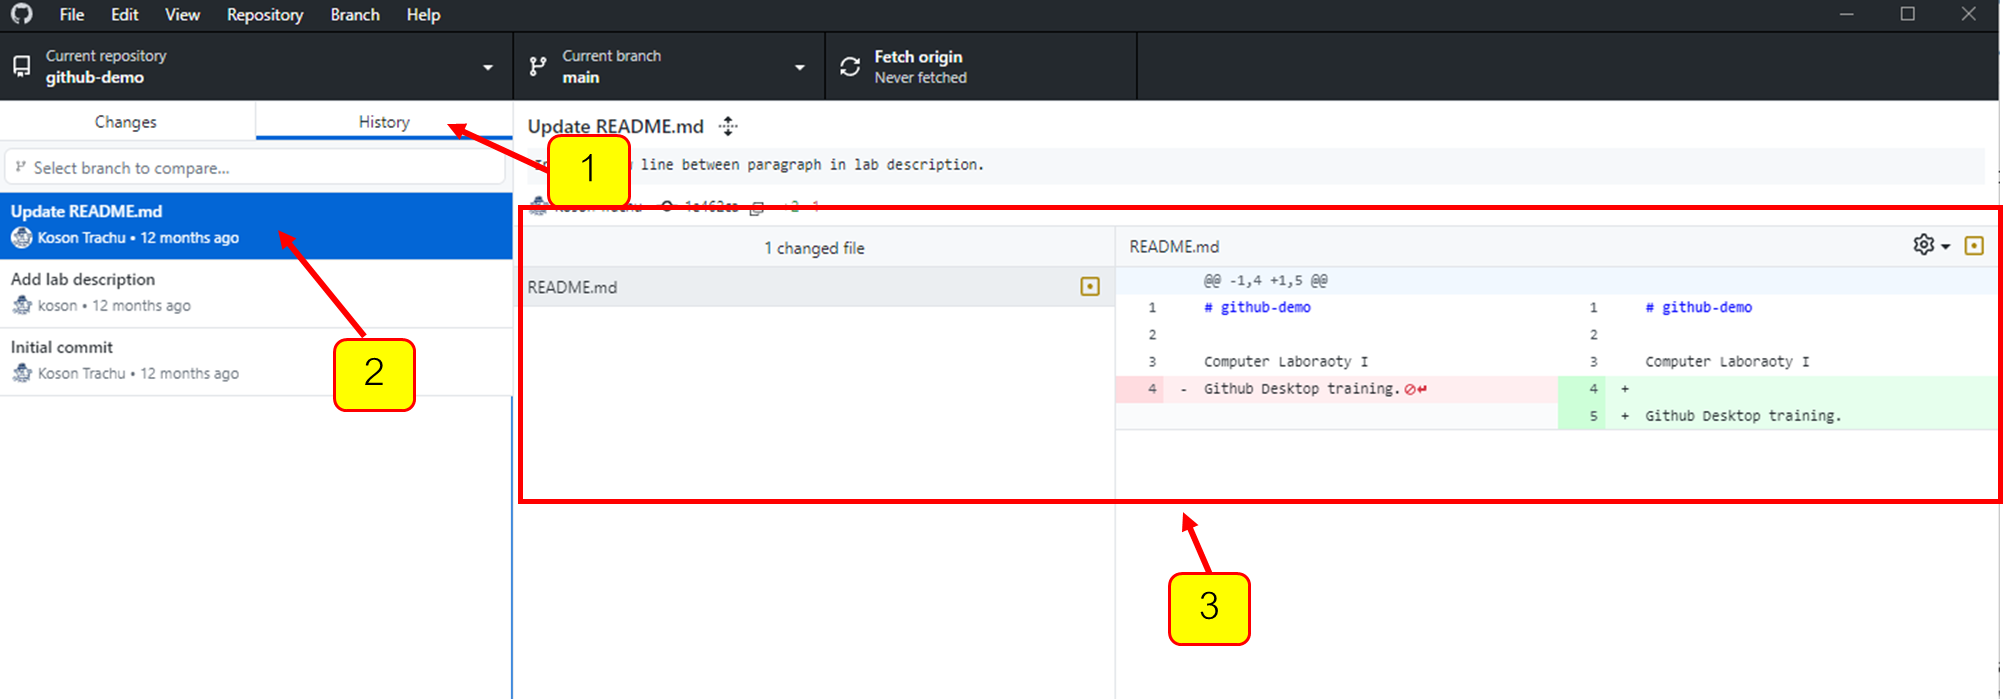 File Edit View Repository Branch Help
Current repository
github-demo
Current branch
main
Fetch origin
Never fetched
Changes
History
Select branch to compare...
Update README.md
Koson Trachu • 12 months ago
Add lab description
koson • 12 months ago
Initial commit
Koson Trachu • 12 months ago
Update README.md
line between paragraph in lab description.
1
2
3
1 changed file
README.md
README.md
@@ -1,4 +1,5 @@
1 # github-demo
2
3 Computer Laboraoty I
4 - Github Desktop training.
1 # github-demo
2
3 Computer Laboraoty I
4 +
5 + Github Desktop training.